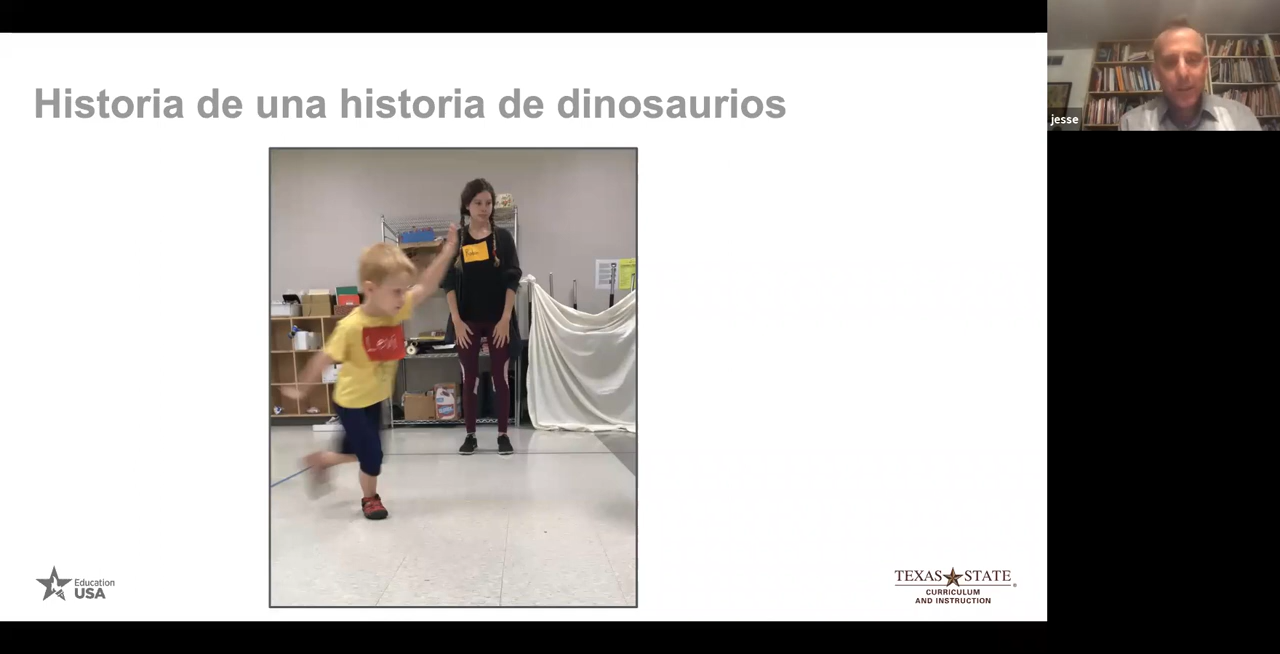 Historia de una historia de dinosaurios
jesse
Education
USA
TEXAS STATE
CURRICULUM
AND INSTRUCTION